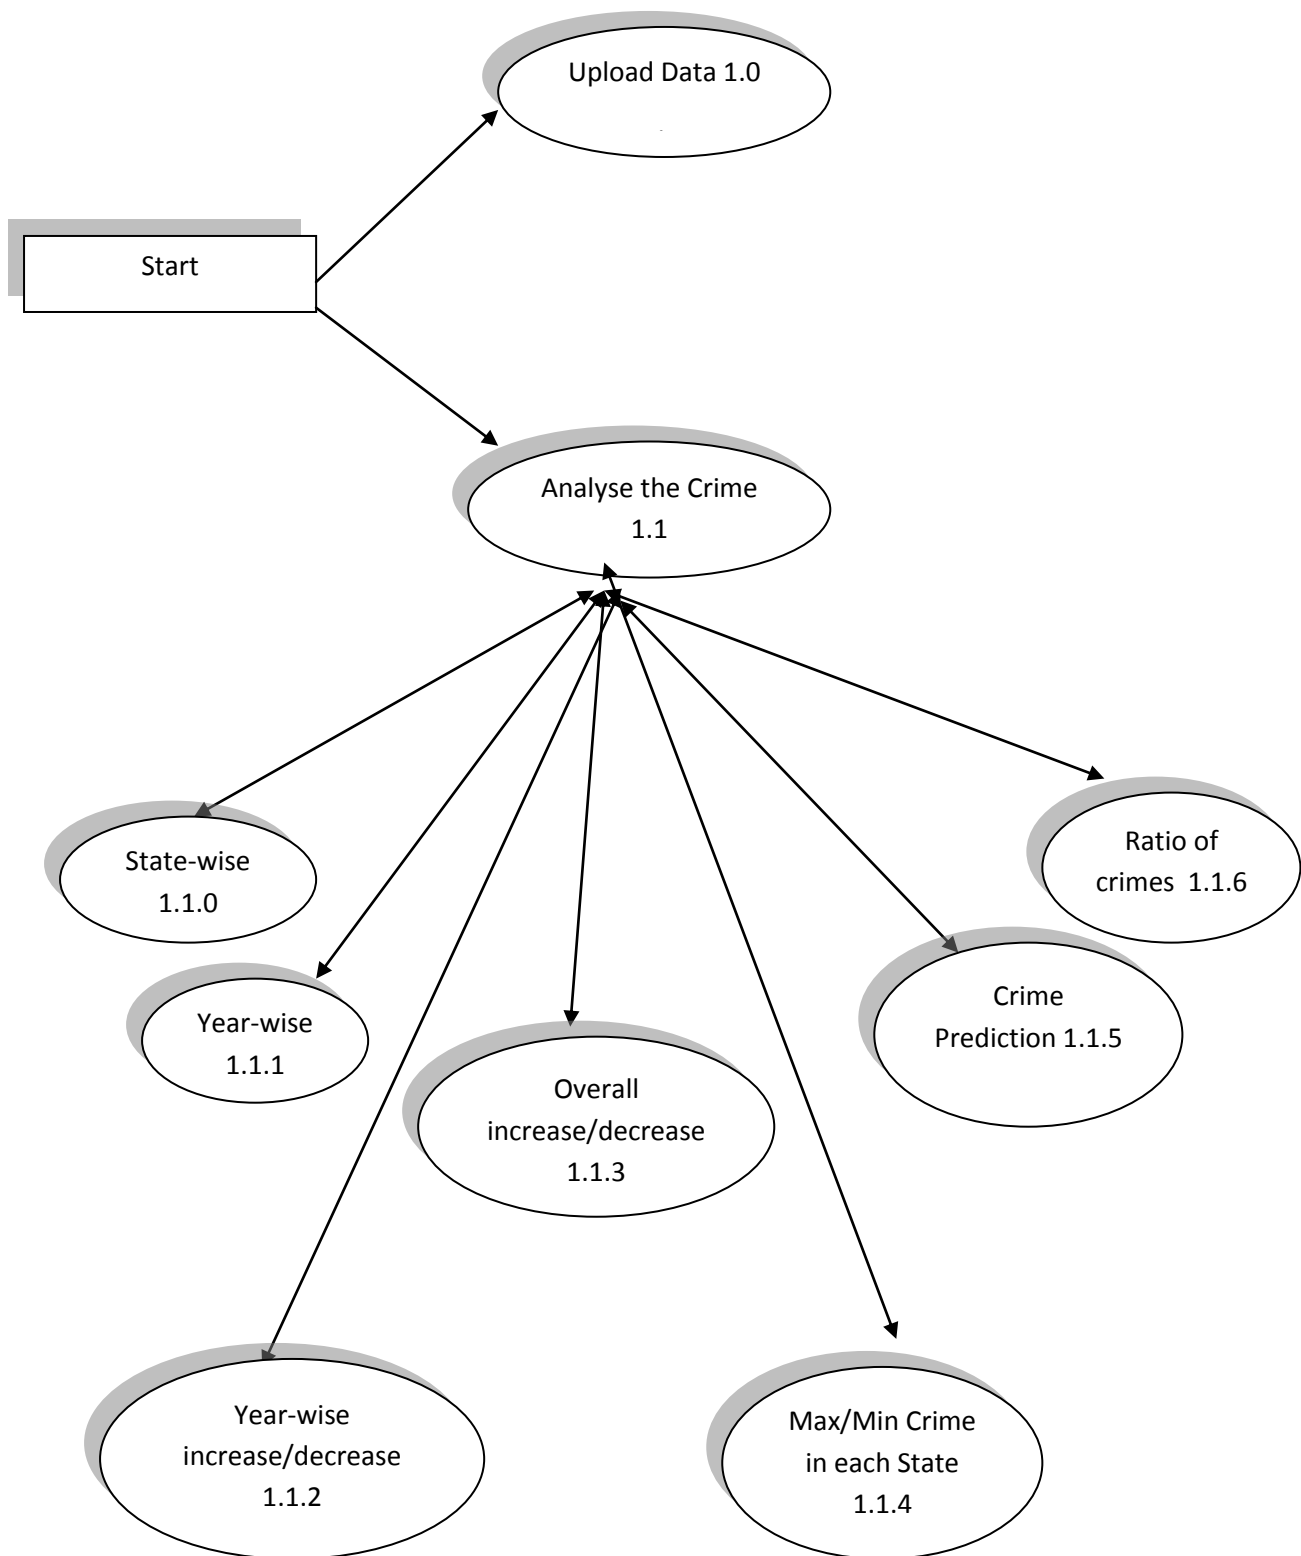 Upload Data 1.0
Start
Analyse the Crime
1.1
State-wise
1.1.0
Year-wise
1.1.1
Overall
increase/decrease
1.1.3
Crime
Prediction 1.1.5
Ratio of
crimes 1.1.6
Year-wise
increase/decrease
1.1.2
Max/Min Crime
in each State
1.1.4